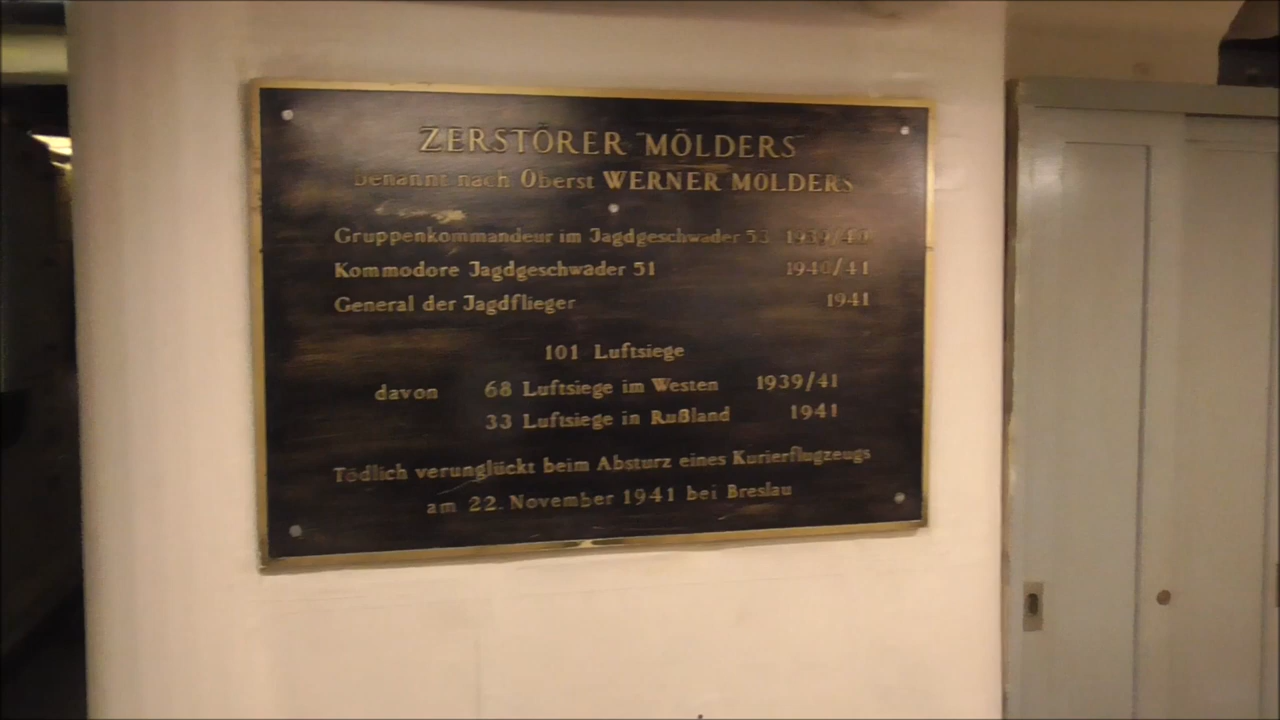 ZERSTÖRER MÖLDERS
benannt nach Oberst WERNER MÖLDERS
Gruppenkommandeur im Jagdgeschwader 53 1939/40
Kommodore Jagdgeschwader 51 1940/41
General der Jagdflieger 1941
101 Luftsiege
davon 68 Luftsiege im Westen 1939/41
33 Luftsiege in Rußland 1941
Tödlich verunglückt beim Absturz eines Kurierflugzeugs
am 22. November 1941 bei Breslau